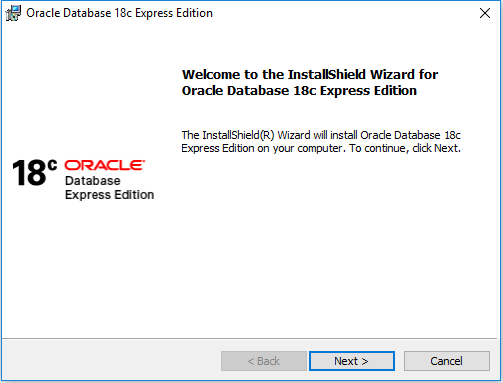 Oracle Database 18c Express Edition
Welcome to the InstallShield Wizard for
Oracle Database 18c Express Edition
The InstallShield(R) Wizard will install Oracle Database 18c
Express Edition on your computer. To continue, click Next.
18c ORACLE
Database
Express Edition
< Back Next > Cancel